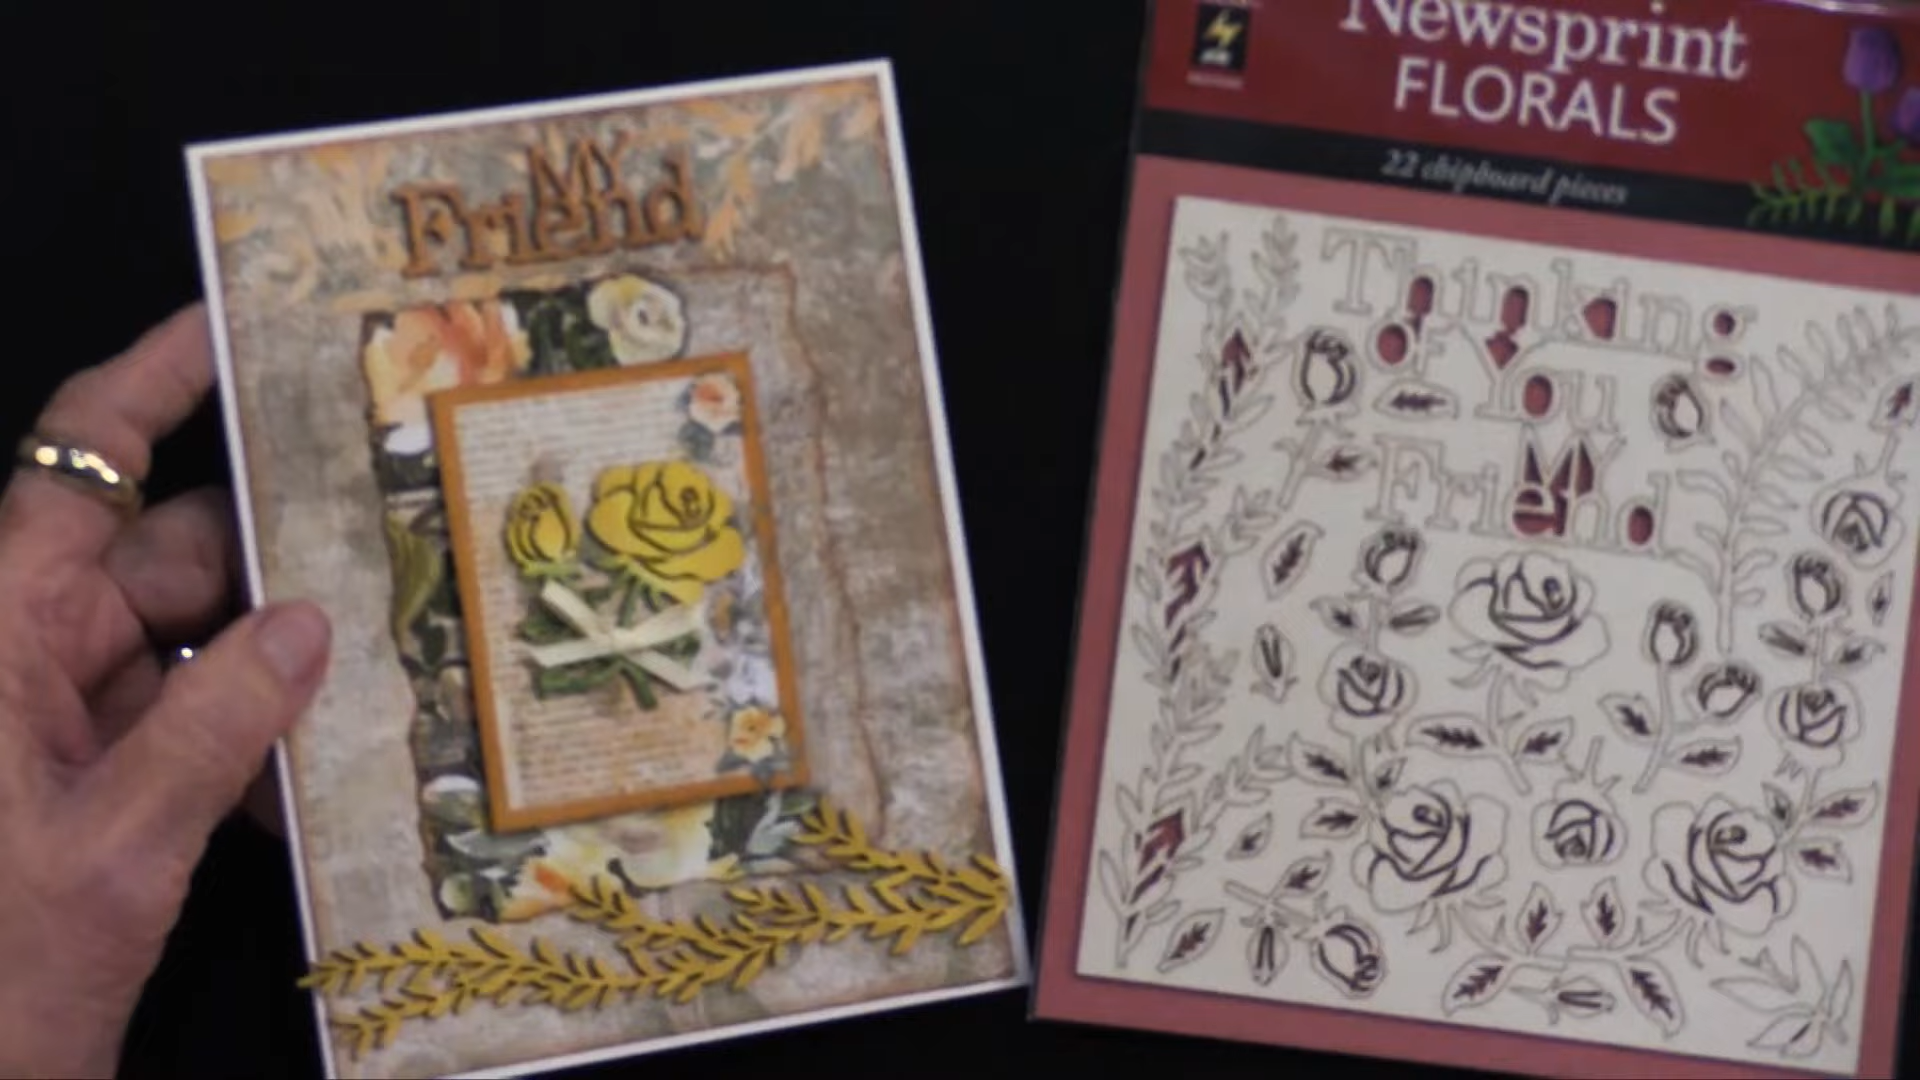 MY
Friend
Newsprint
FLORALS
22 chipboard pieces
Thinking
of You
MY
Friend